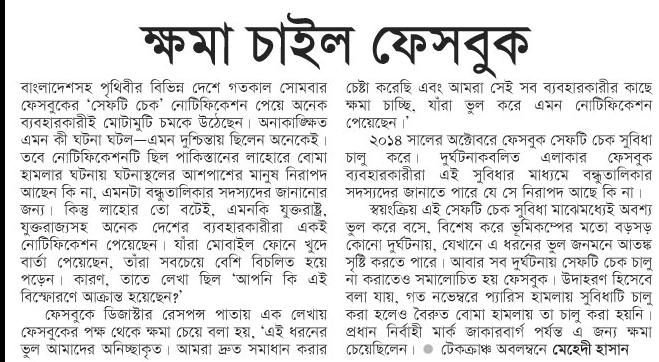 ক্ষমা চাইল ফেসবুক
বাংলাদেশসহ পৃথিবীর বিভিন্ন দেশে গতকাল সোমবার
ফেসবুকের ‘সেফটি চেক’ নোটিফিকেশন পেয়ে অনেক
ব্যবহারকারীই মোটামুটি চমকে উঠেছেন। অনাকাঙ্ক্ষিত
এমন কী ঘটনা ঘটল—এমন দুশ্চিন্তায় ছিলেন অনেকেই।
তবে নোটিফিকেশনটি ছিল পাকিস্তানের লাহোরে বোমা
হামলার ঘটনায় ঘটনাস্থলের আশপাশের মানুষ নিরাপদ
আছেন কি না, এমনটা বন্ধুতালিকার সদস্যদের জানানোর
জন্য। কিন্তু লাহোর তো বটেই, এমনকি যুক্তরাষ্ট্র,
যুক্তরাজ্যসহ অনেক দেশের ব্যবহারকারীরা একই
নোটিফিকেশন পেয়েছেন। যাঁরা মোবাইল ফোনে খুদে
বার্তা পেয়েছেন, তাঁরা সবচেয়ে বেশি বিচলিত হয়ে
পড়েন। কারণ, তাতে লেখা ছিল ‘আপনি কি এই
বিস্ফোরণে আক্রান্ত হয়েছেন?’
ফেসবুকে ডিজাস্টার রেসপন্স পাতায় এক লেখায়
ফেসবুকের পক্ষ থেকে ক্ষমা চেয়ে বলা হয়, ‘এই ধরনের
ভুল আমাদের অনিচ্ছাকৃত। আমরা দ্রুত সমাধান করার
চেষ্টা করেছি এবং আমরা সেই সব ব্যবহারকারীর কাছে
ক্ষমা চাচ্ছি, যাঁরা ভুল করে এমন নোটিফিকেশন
পেয়েছেন।’
২০১৪ সালের অক্টোবরে ফেসবুক সেফটি চেক সুবিধা
চালু করে। দুর্ঘটনাকবলিত এলাকার ফেসবুক
ব্যবহারকারীরা এই সুবিধার মাধ্যমে বন্ধুতালিকার
সদস্যদের জানাতে পারে যে সে নিরাপদ আছে কি না।
স্বয়ংক্রিয় এই সেফটি চেক সুবিধা মাঝেমধ্যেই অবশ্য
ভুল করে বসে, বিশেষ করে ভূমিকম্পের মতো বড়সড়
কোনো দুর্ঘটনায়, যেখানে এ ধরনের ভুল জনমনে আতঙ্ক
সৃষ্টি করতে পারে। আবার সব দুর্ঘটনায় সেফটি চেক চালু
না করাতেও সমালোচিত হয় ফেসবুক। উদাহরণ হিসেবে
বলা যায়, গত নভেম্বরে প্যারিস হামলায় সুবিধাটি চালু
করা হলেও বৈরুত বোমা হামলায় তা চালু করা হয়নি।
প্রধান নির্বাহী মার্ক জাকারবার্গ পর্যন্ত এ জন্য ক্ষমা
চেয়েছিলেন। ● টেকক্রাঞ্চ অবলম্বনে মেহেদী হাসান